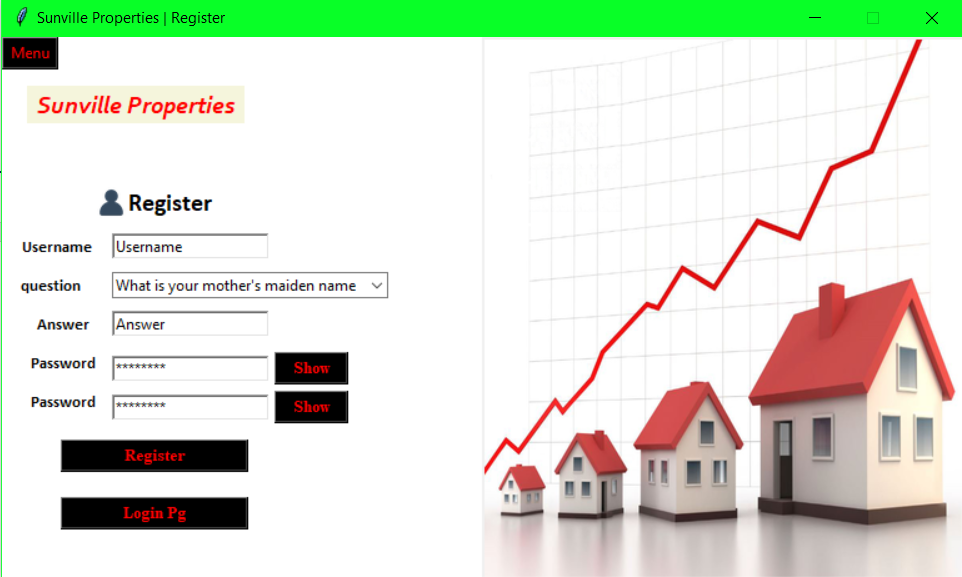 Sunville Properties | Register
Menu
Sunville Properties
Register
Username Username
question What is your mother's maiden name
Answer Answer
Password ******** Show
Password ******** Show
Register
Login Pg